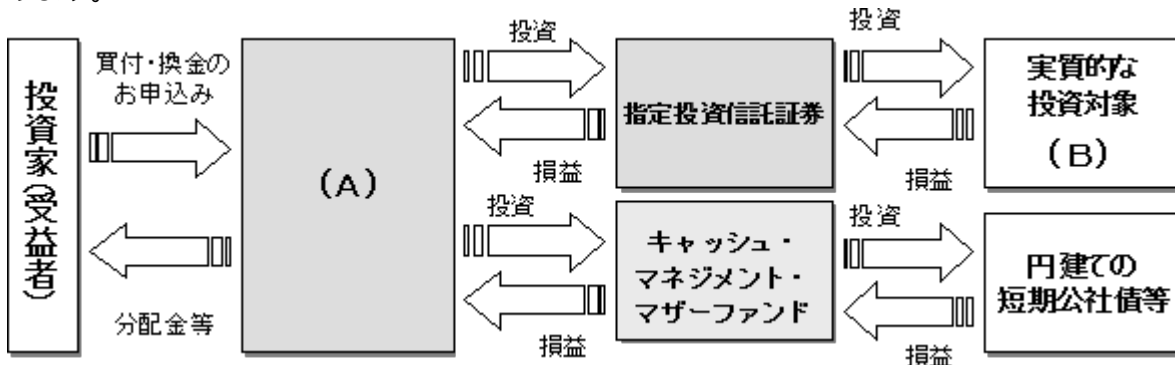 投資家(受益者)
買付・換金の
お申込み
分配金等
(A)
投資
損益
投資
損益
指定投資信託証券
キャッシュ・
マネジメント・
マザーファンド
投資
損益
投資
損益
実質的な
投資対象
(B)
円建ての
短期公社債等